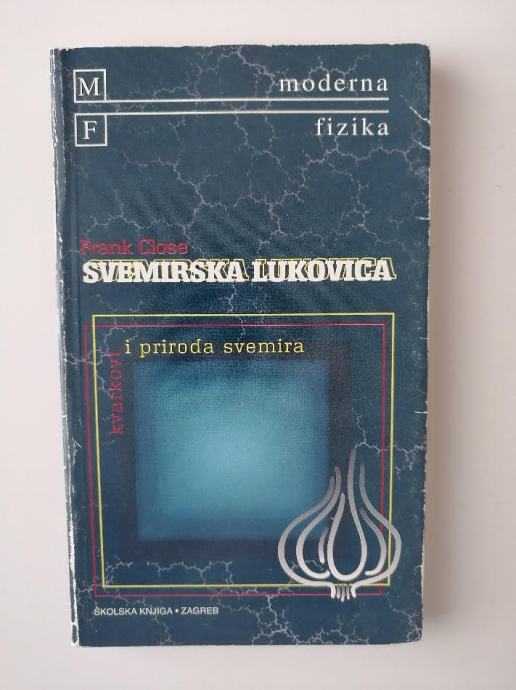 M moderna
F fizika
Frank Close
SVEMIRSKA LUKOVICA
kvarkovi
i priroda svemira
ŠKOLSKA KNJIGA • ZAGREB